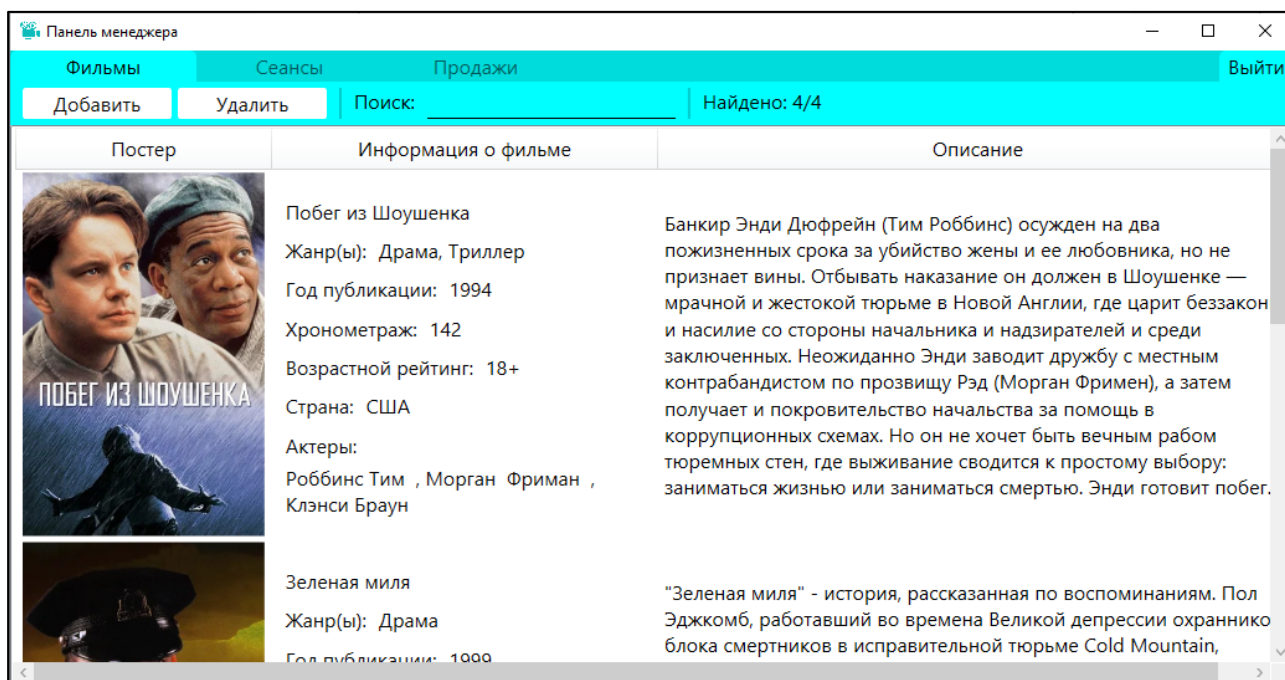 Панель менеджера
Фильмы Сеансы Продажи Выйти
Добавить Удалить Поиск: Найдено: 4/4
Постер Информация о фильме Описание
ПОБЕГ ИЗ ШОУШЕНКА
Побег из Шоушенка
Жанр(ы): Драма, Триллер
Год публикации: 1994
Хронометраж: 142
Возрастной рейтинг: 18+
Страна: США
Актеры:
Роббинс Тим , Морган Фриман ,
Клэнси Браун
Банкир Энди Дюфрейн (Тим Роббинс) осужден на два
пожизненных срока за убийство жены и ее любовника, но не
признает вины. Отбывать наказание он должен в Шоушенке —
мрачной и жестокой тюрьме в Новой Англии, где царит беззакон
и насилие со стороны начальника и надзирателей и среди
заключенных. Неожиданно Энди заводит дружбу с местным
контрабандистом по прозвищу Рэд (Морган Фримен), а затем
получает и покровительство начальства за помощь в
коррупционных схемах. Но он не хочет быть вечным рабом
тюремных стен, где выживание сводится к простому выбору:
заниматься жизнью или заниматься смертью. Энди готовит побег.
Зеленая миля
Жанр(ы): Драма
Год публикации: 1999
"Зеленая миля" - история, рассказанная по воспоминаниям. Пол
Эджкомб, работавший во времена Великой депрессии охраннико
блока смертников в исправительной тюрьме Cold Mountain,